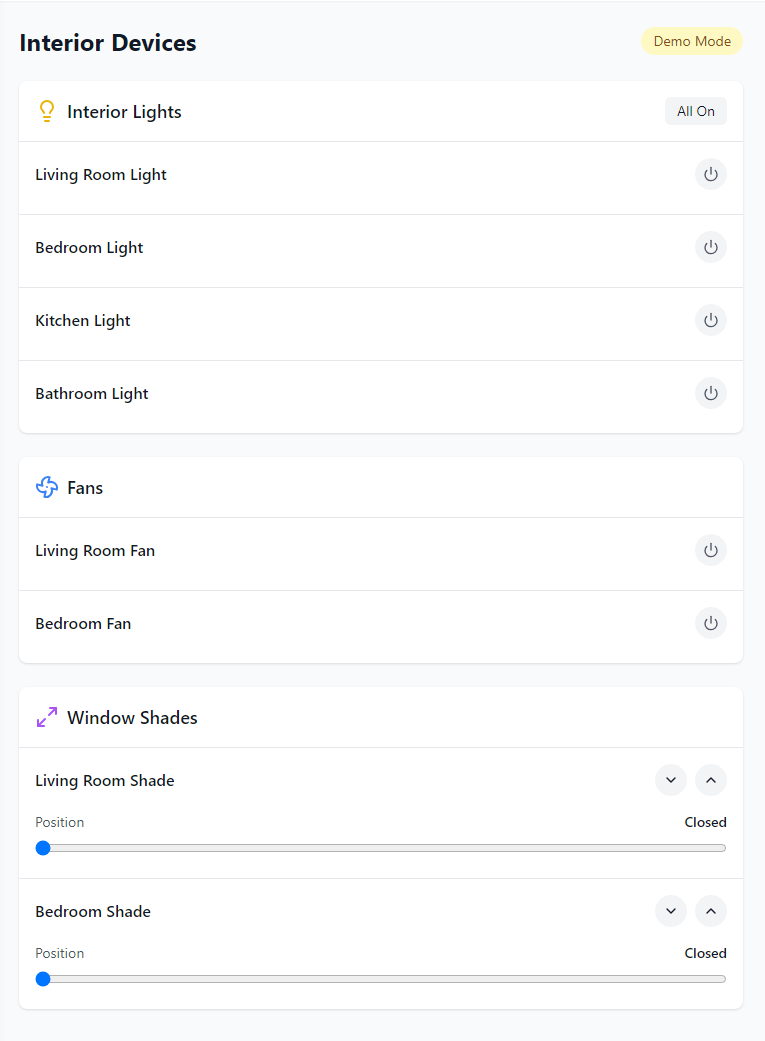 Interior Devices
Demo Mode
Interior Lights
All On
Living Room Light
Bedroom Light
Kitchen Light
Bathroom Light
Fans
Living Room Fan
Bedroom Fan
Window Shades
Living Room Shade
Position
Closed
Bedroom Shade
Position
Closed